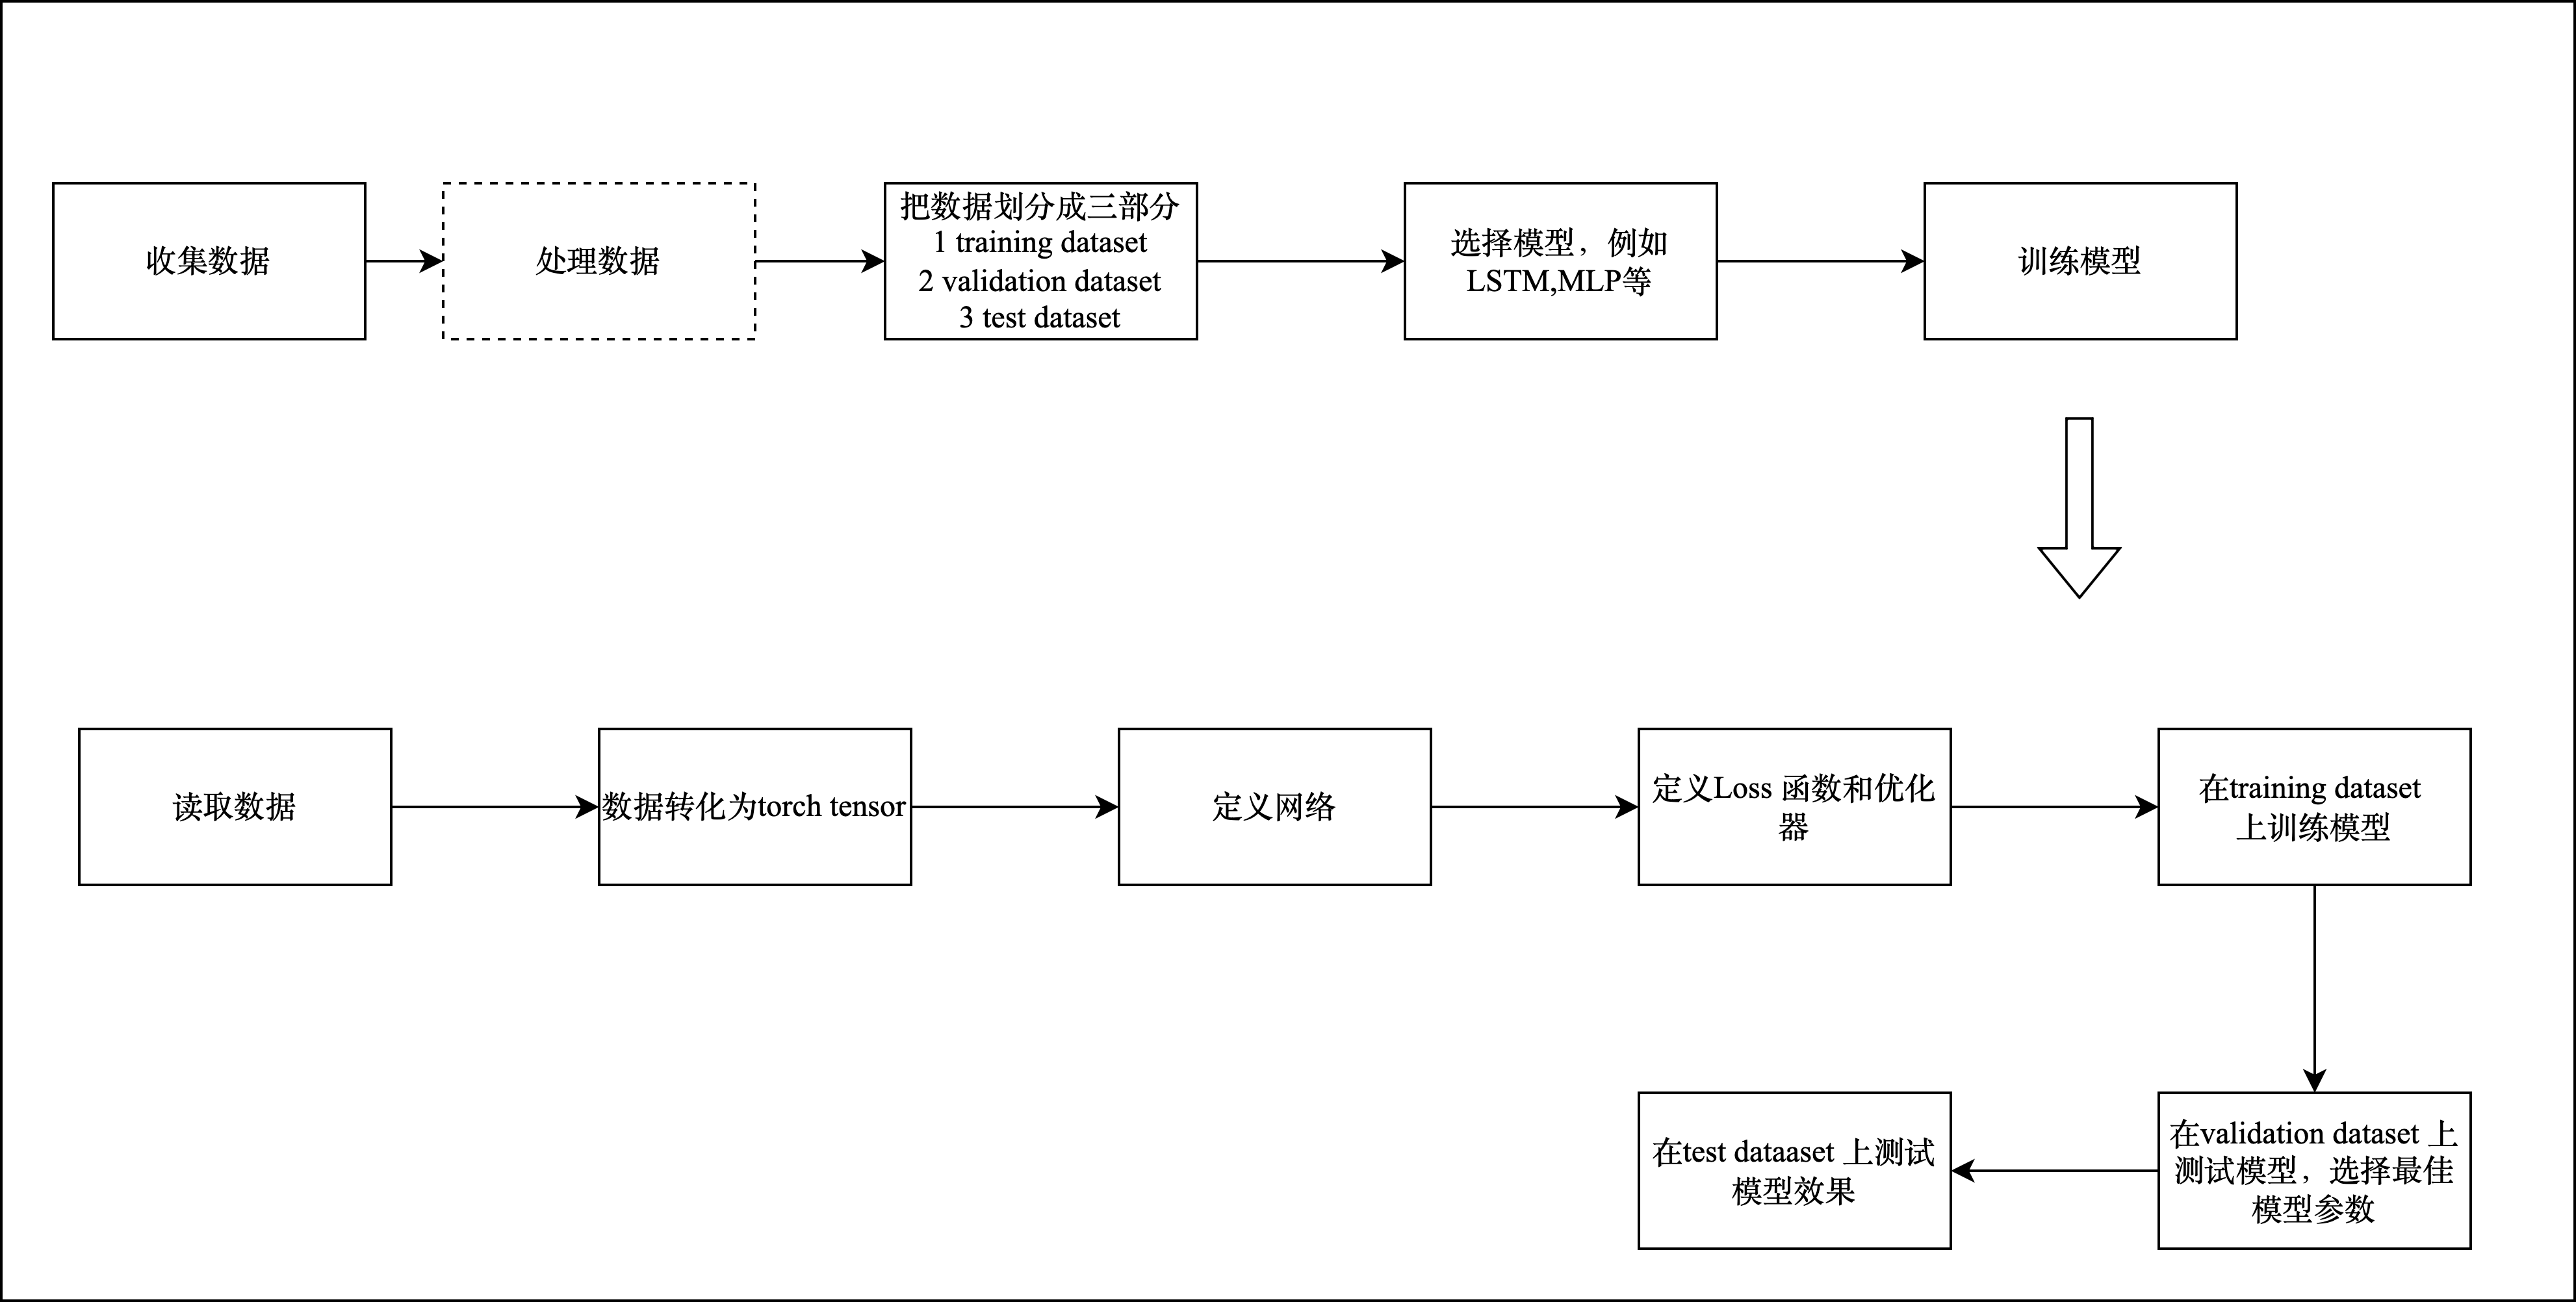 收集数据
处理数据
把数据划分成三部分
1 training dataset
2 validation dataset
3 test dataset
选择模型，例如
LSTM,MLP等
训练模型
读取数据
数据转化为torch tensor
定义网络
定义Loss 函数和优化
器
在training dataset
上训练模型
在validation dataset 上
测试模型，选择最佳
模型参数
在test dataaset 上测试
模型效果